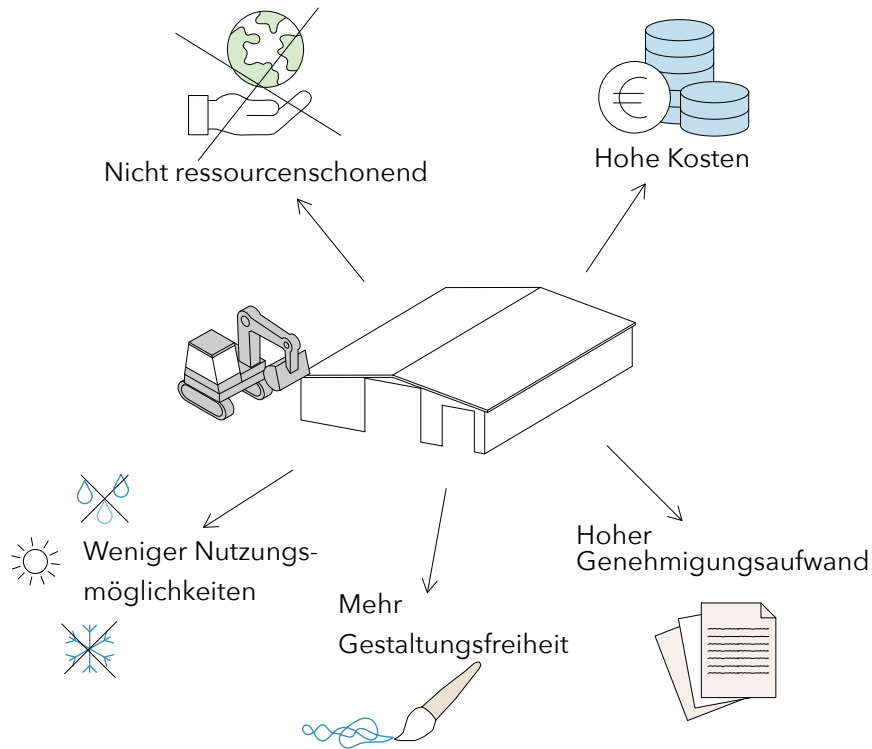 Nicht ressourcenschonend
Hohe Kosten
Weniger Nutzungs-
möglichkeiten
Mehr
Gestaltungsfreiheit
Hoher
Genehmigungsaufwand
€